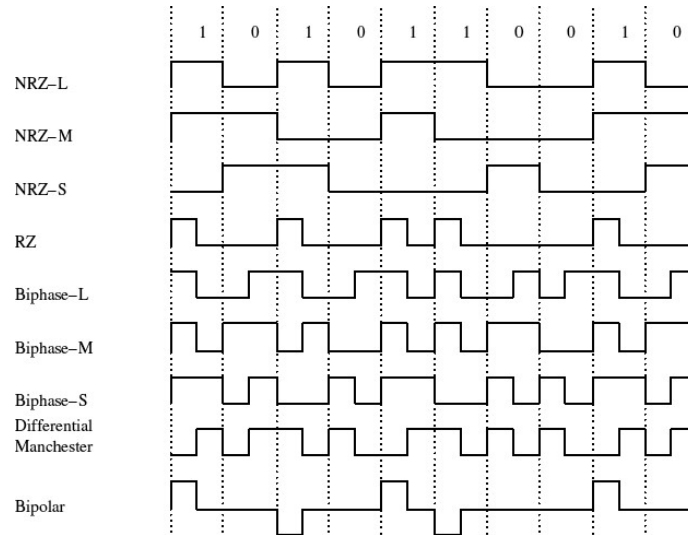 1 0 1 0 1 1 0 0 1 0
NRZ–L
NRZ–M
NRZ–S
RZ
Biphase–L
Biphase–M
Biphase–S
Differential
Manchester
Bipolar